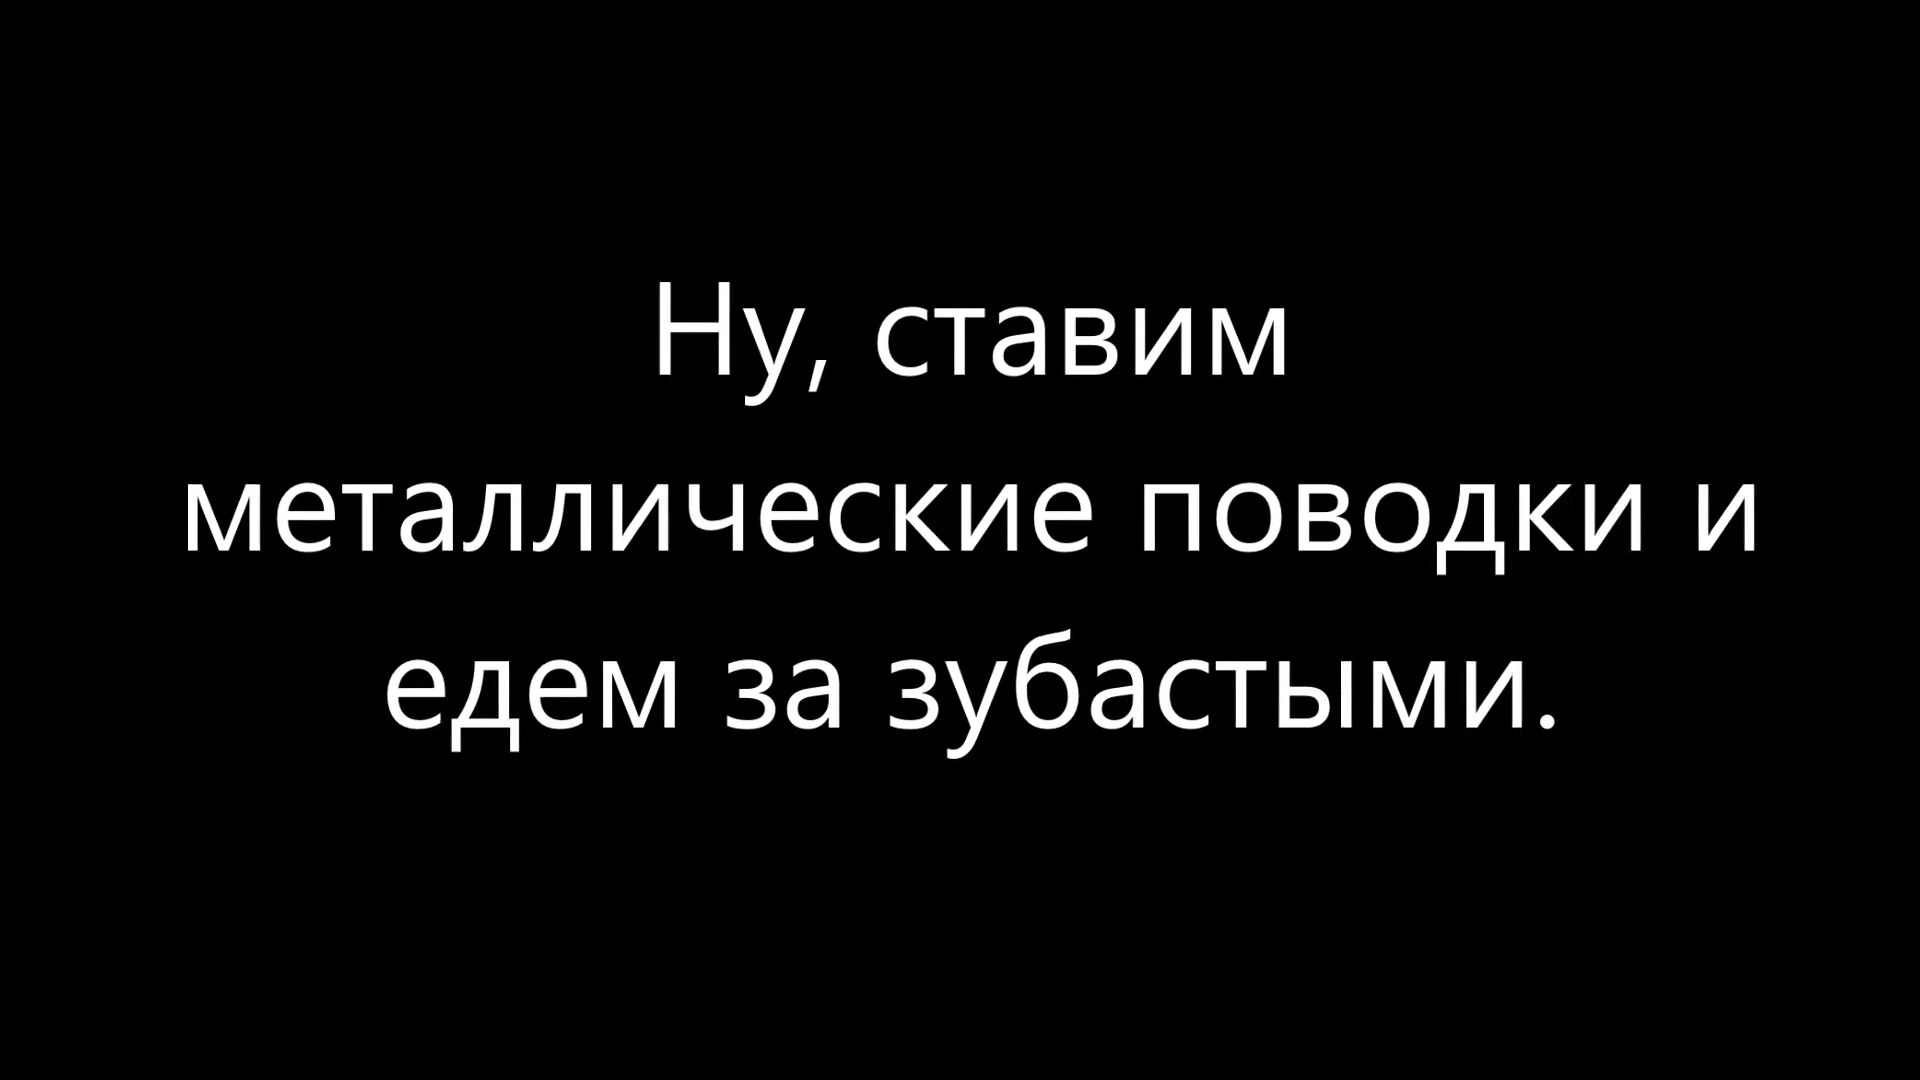 Ну, ставим
металлические поводки и
едем за зубастыми.